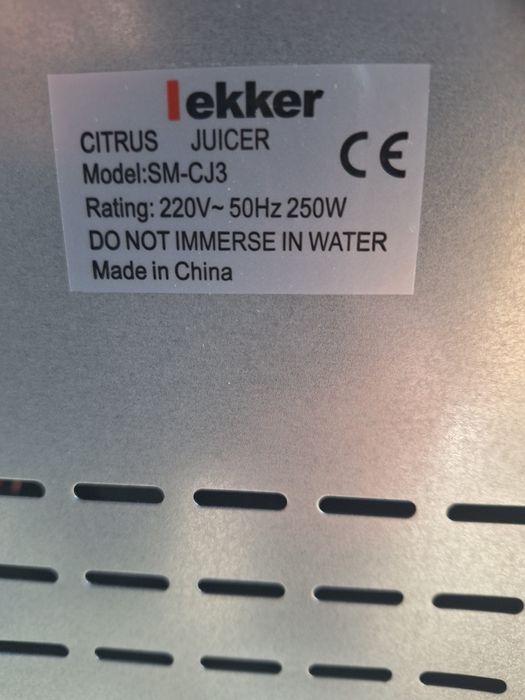 lekker
CITRUS JUICER
Model:SM-CJ3
Rating: 220V~ 50Hz 250W
DO NOT IMMERSE IN WATER
Made in China
CE